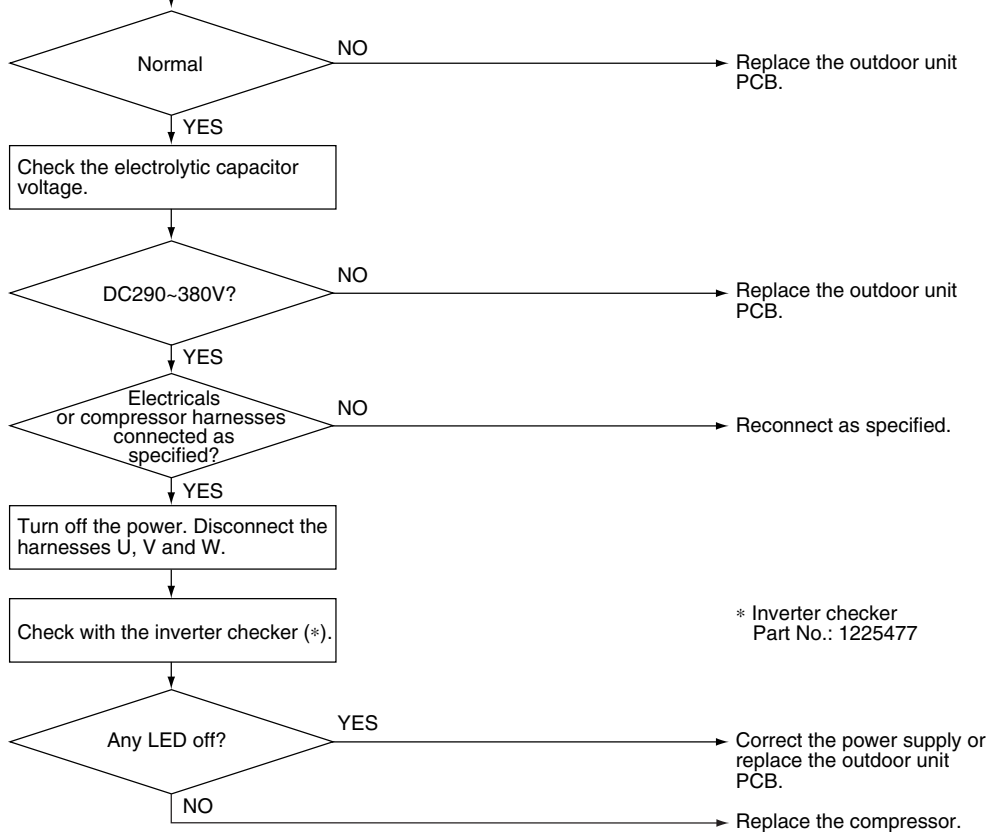 Normal
NO
Replace the outdoor unit
PCB.
YES
Check the electrolytic capacitor
voltage.
DC290~380V?
NO
Replace the outdoor unit
PCB.
YES
Electricals
or compressor harnesses
connected as
specified?
NO
Reconnect as specified.
YES
Turn off the power. Disconnect the
harnesses U, V and W.
Check with the inverter checker (*).
* Inverter checker
Part No.: 1225477
Any LED off?
YES
Correct the power supply or
replace the outdoor unit
PCB.
NO
Replace the compressor.